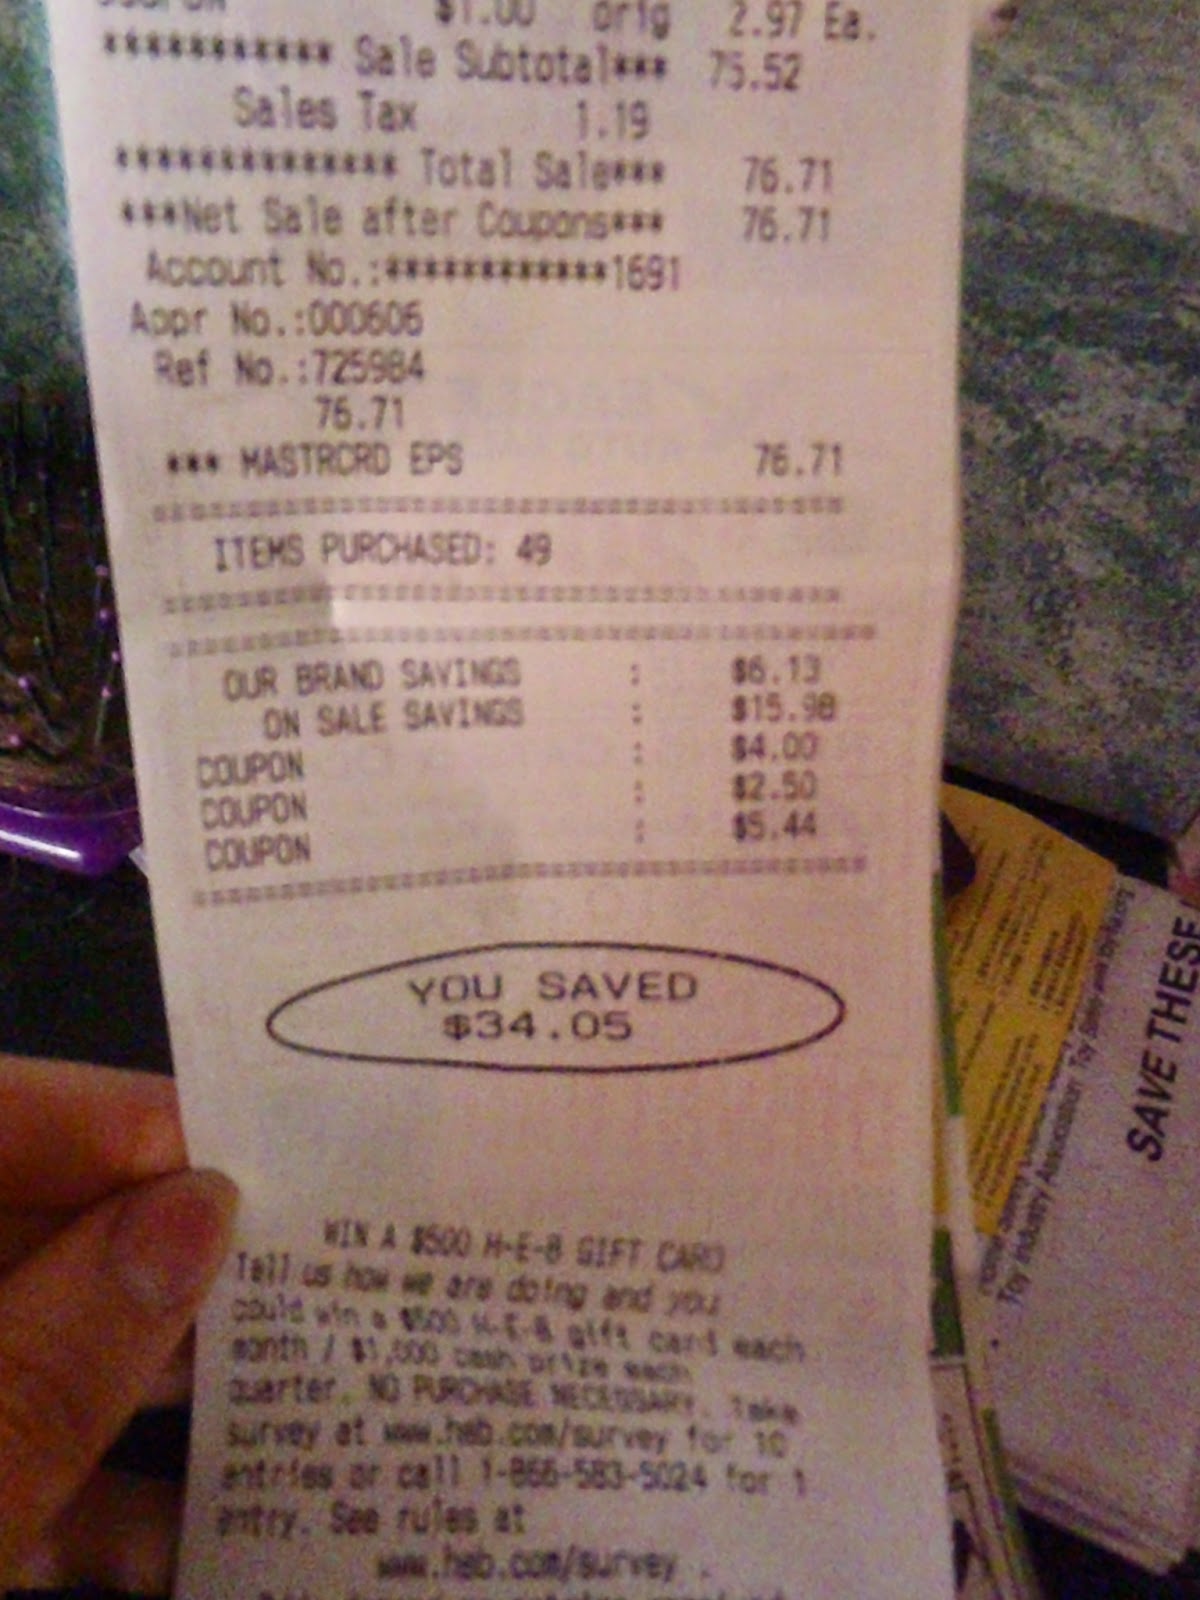 $1.00 orig 2.97 Ea.
*********** Sale Subtotal*** 75.52
Sales Tax 1.19
************** Total Sale*** 76.71
***Net Sale after Coupons*** 76.71
Account No.:************1691
Appr No.:000606
Ref No.:725984
76.71
*** MASTRCRD EPS 76.71
ITEMS PURCHASED: 49
OUR BRAND SAVINGS : $6.13
ON SALE SAVINGS : $15.98
COUPON : $4.00
COUPON : $2.50
COUPON : $5.44
YOU SAVED
$34.05
WIN A $500 H-E-B GIFT CARD
Tell us how we are doing and you
could win a $500 H-E-B gift card each
month / $1,000 cash prize each
quarter. NO PURCHASE NECESSARY. Take
survey at www.heb.com/survey for 10
entries or call 1-866-583-5024 for 1
entry. See rules at
www.heb.com/survey .
SAVE THESE
Toy Industry Association